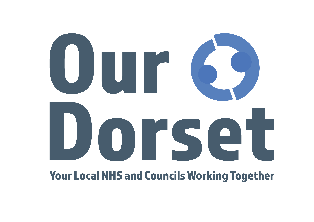 Our
Dorset
Your Local NHS and Councils Working Together